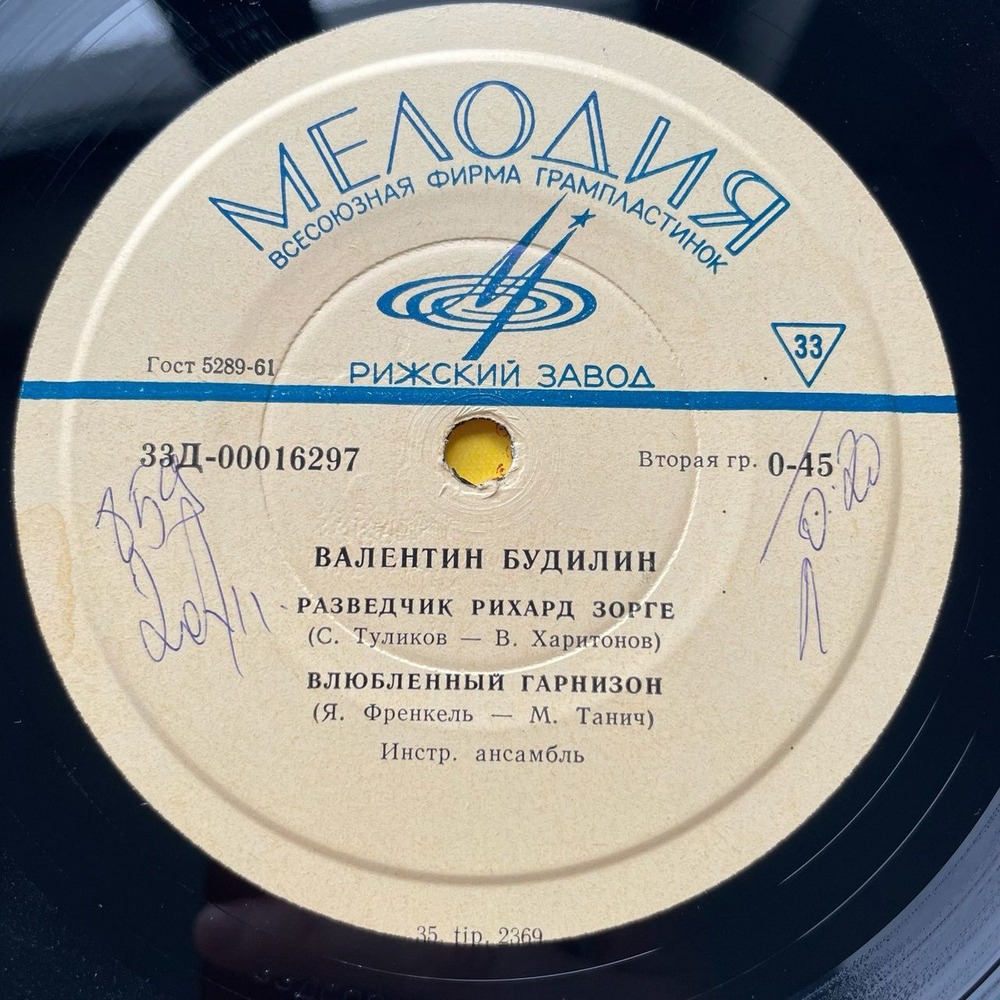 МЕЛОДИЯ
ВСЕСОЮЗНАЯ ФИРМА ГРАМПЛАСТИНОК
33
Гост 5289-61
РИЖСКИЙ ЗАВОД
33Д-00016297
Вторая гр. 0-45
ВАЛЕНТИН БУДИЛИН
РАЗВЕДЧИК РИХАРД ЗОРГЕ
(С. Туликов — В. Харитонов)
ВЛЮБЛЕННЫЙ ГАРНИЗОН
(Я. Френкель — М. Танич)
Инстр. ансамбль
35. tip. 2369